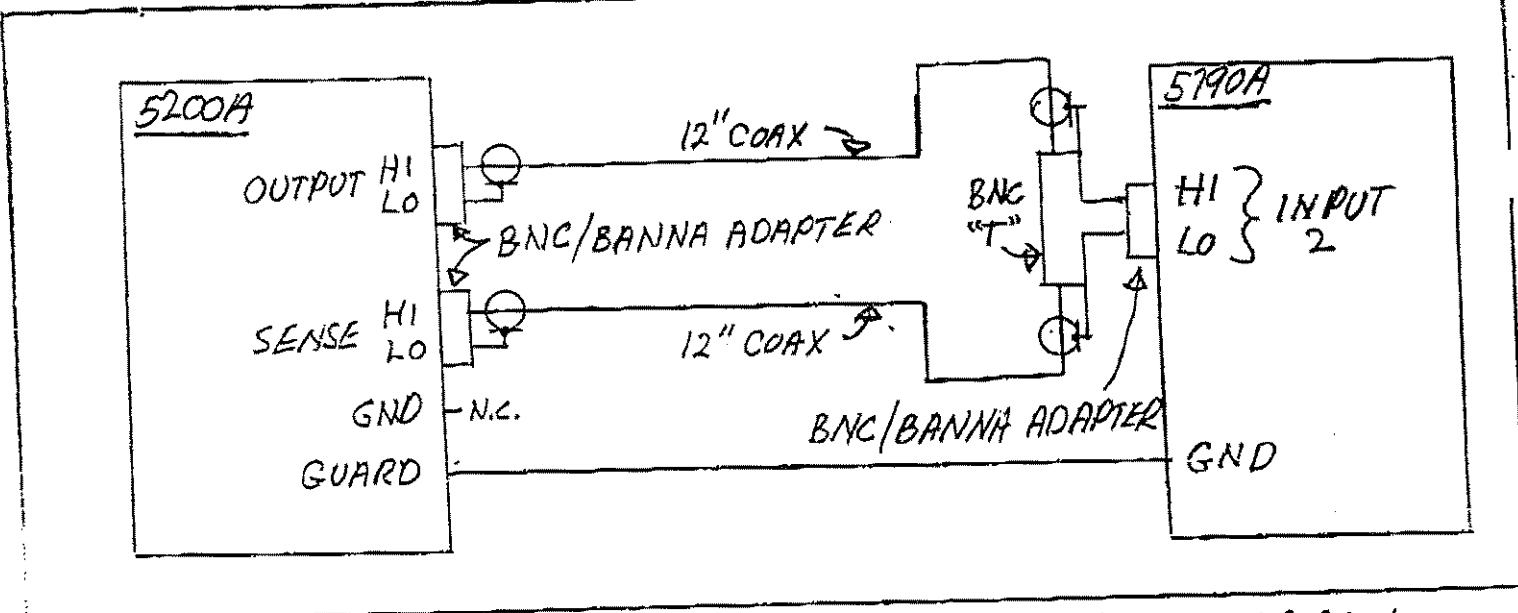 5200A
OUTPUT HI
LO
12" COAX
BNC/BANNA ADAPTER
SENSE HI
LO
12" COAX
GND N.C.
GUARD
BNC
"T"
BNC/BANNA ADAPTER
5790A
HI
LO
INPUT
2
GND